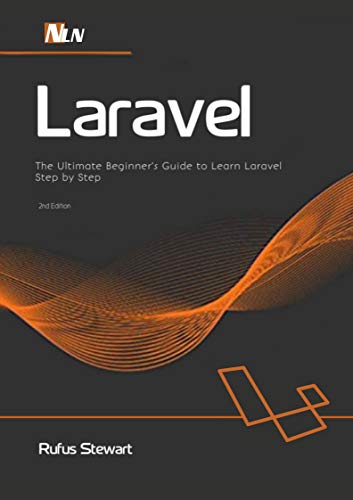 NLN
Laravel
The Ultimate Beginner's Guide to Learn Laravel
Step by Step
2nd Edition
Rufus Stewart